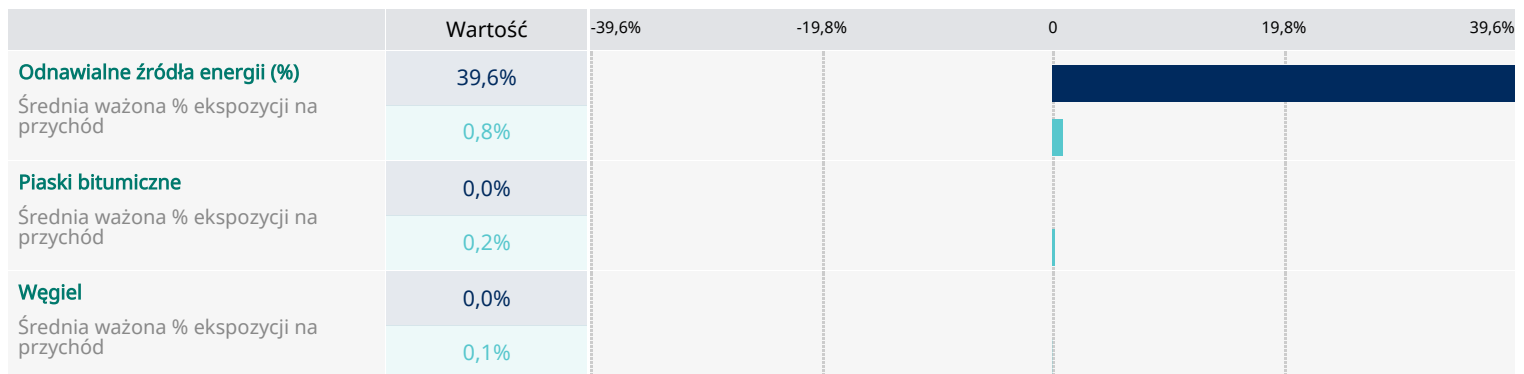 Wartość -39,6% -19,8% 0 19,8% 39,6%
Odnawialne źródła energii (%)
Średnia ważona % ekspozycji na
przychód
39,6%
0,8%
Piaski bitumiczne
Średnia ważona % ekspozycji na
przychód
0,0%
0,2%
Węgiel
Średnia ważona % ekspozycji na
przychód
0,0%
0,1%